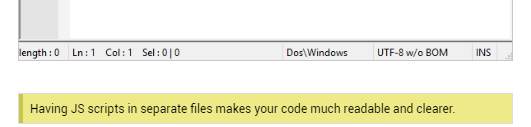 length : 0 Ln : 1 Col : 1 Sel : 0 | 0 Dos\Windows UTF-8 w/o BOM INS
Having JS scripts in separate files makes your code much readable and clearer.